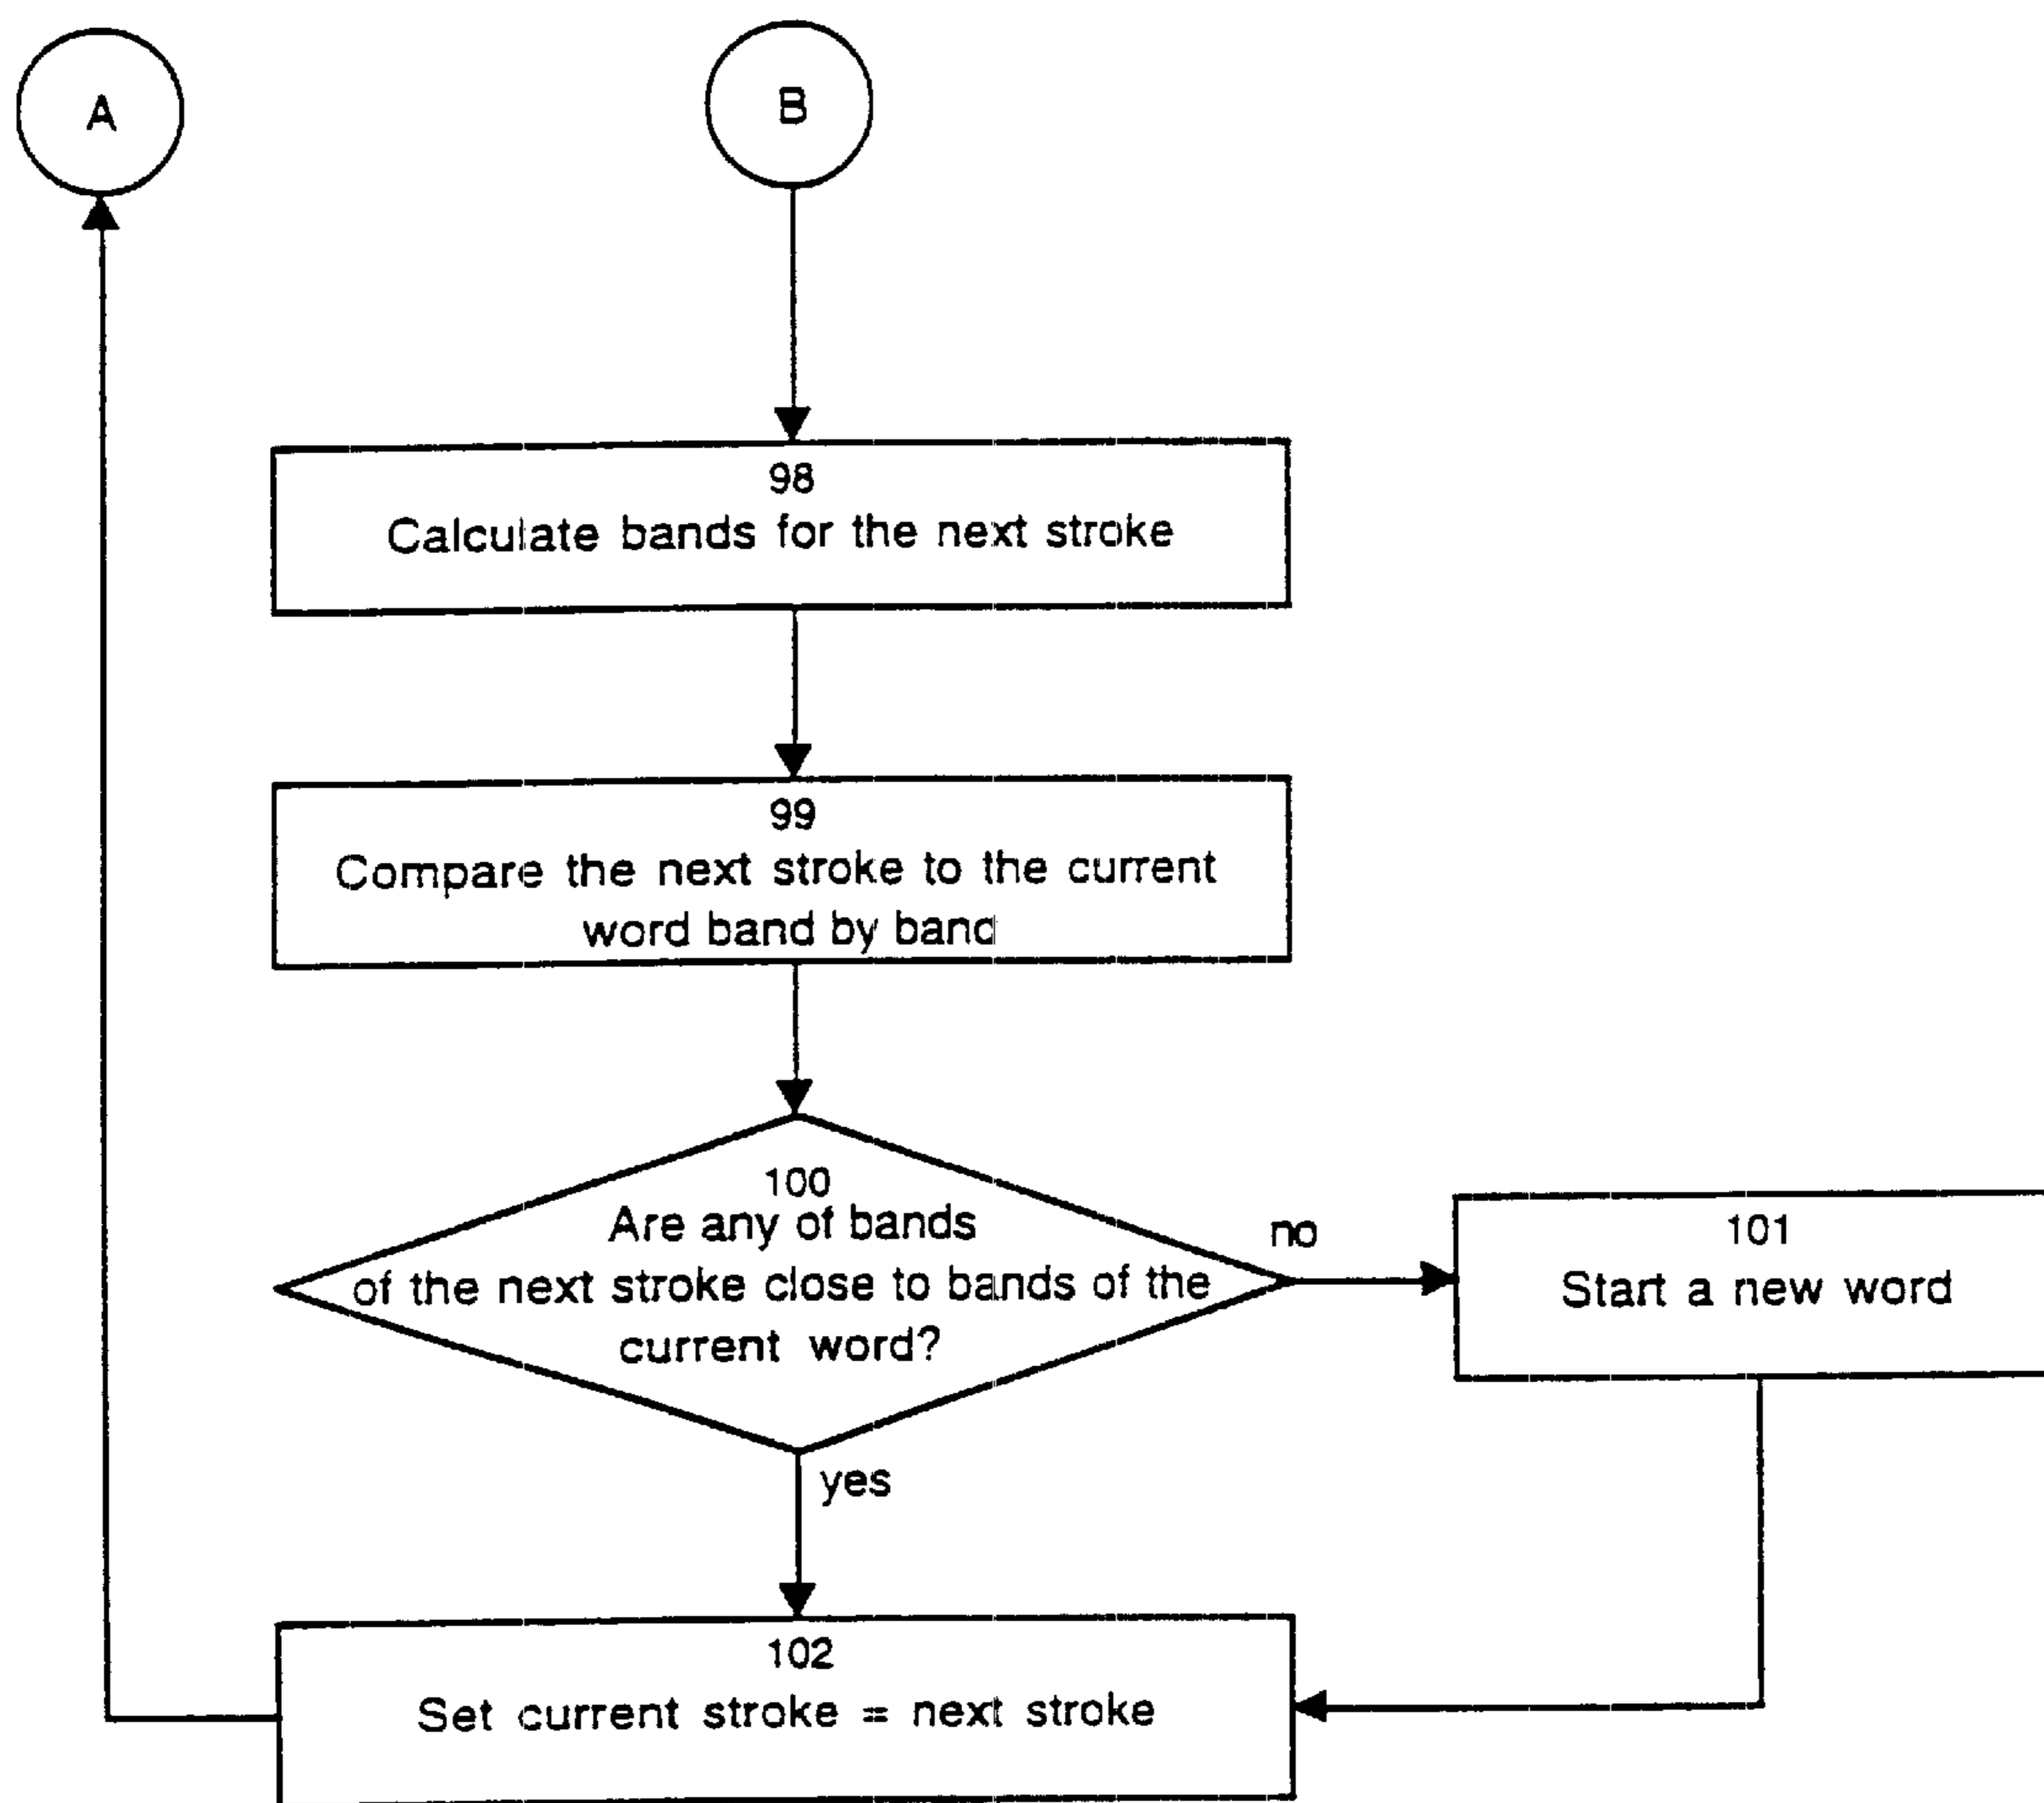 A
B
98
Calculate bands for the next stroke
99
Compare the next stroke to the current
word band by band
100
Are any of bands
of the next stroke close to bands of the
current word?
no
101
Start a new word
yes
102
Set current stroke = next stroke